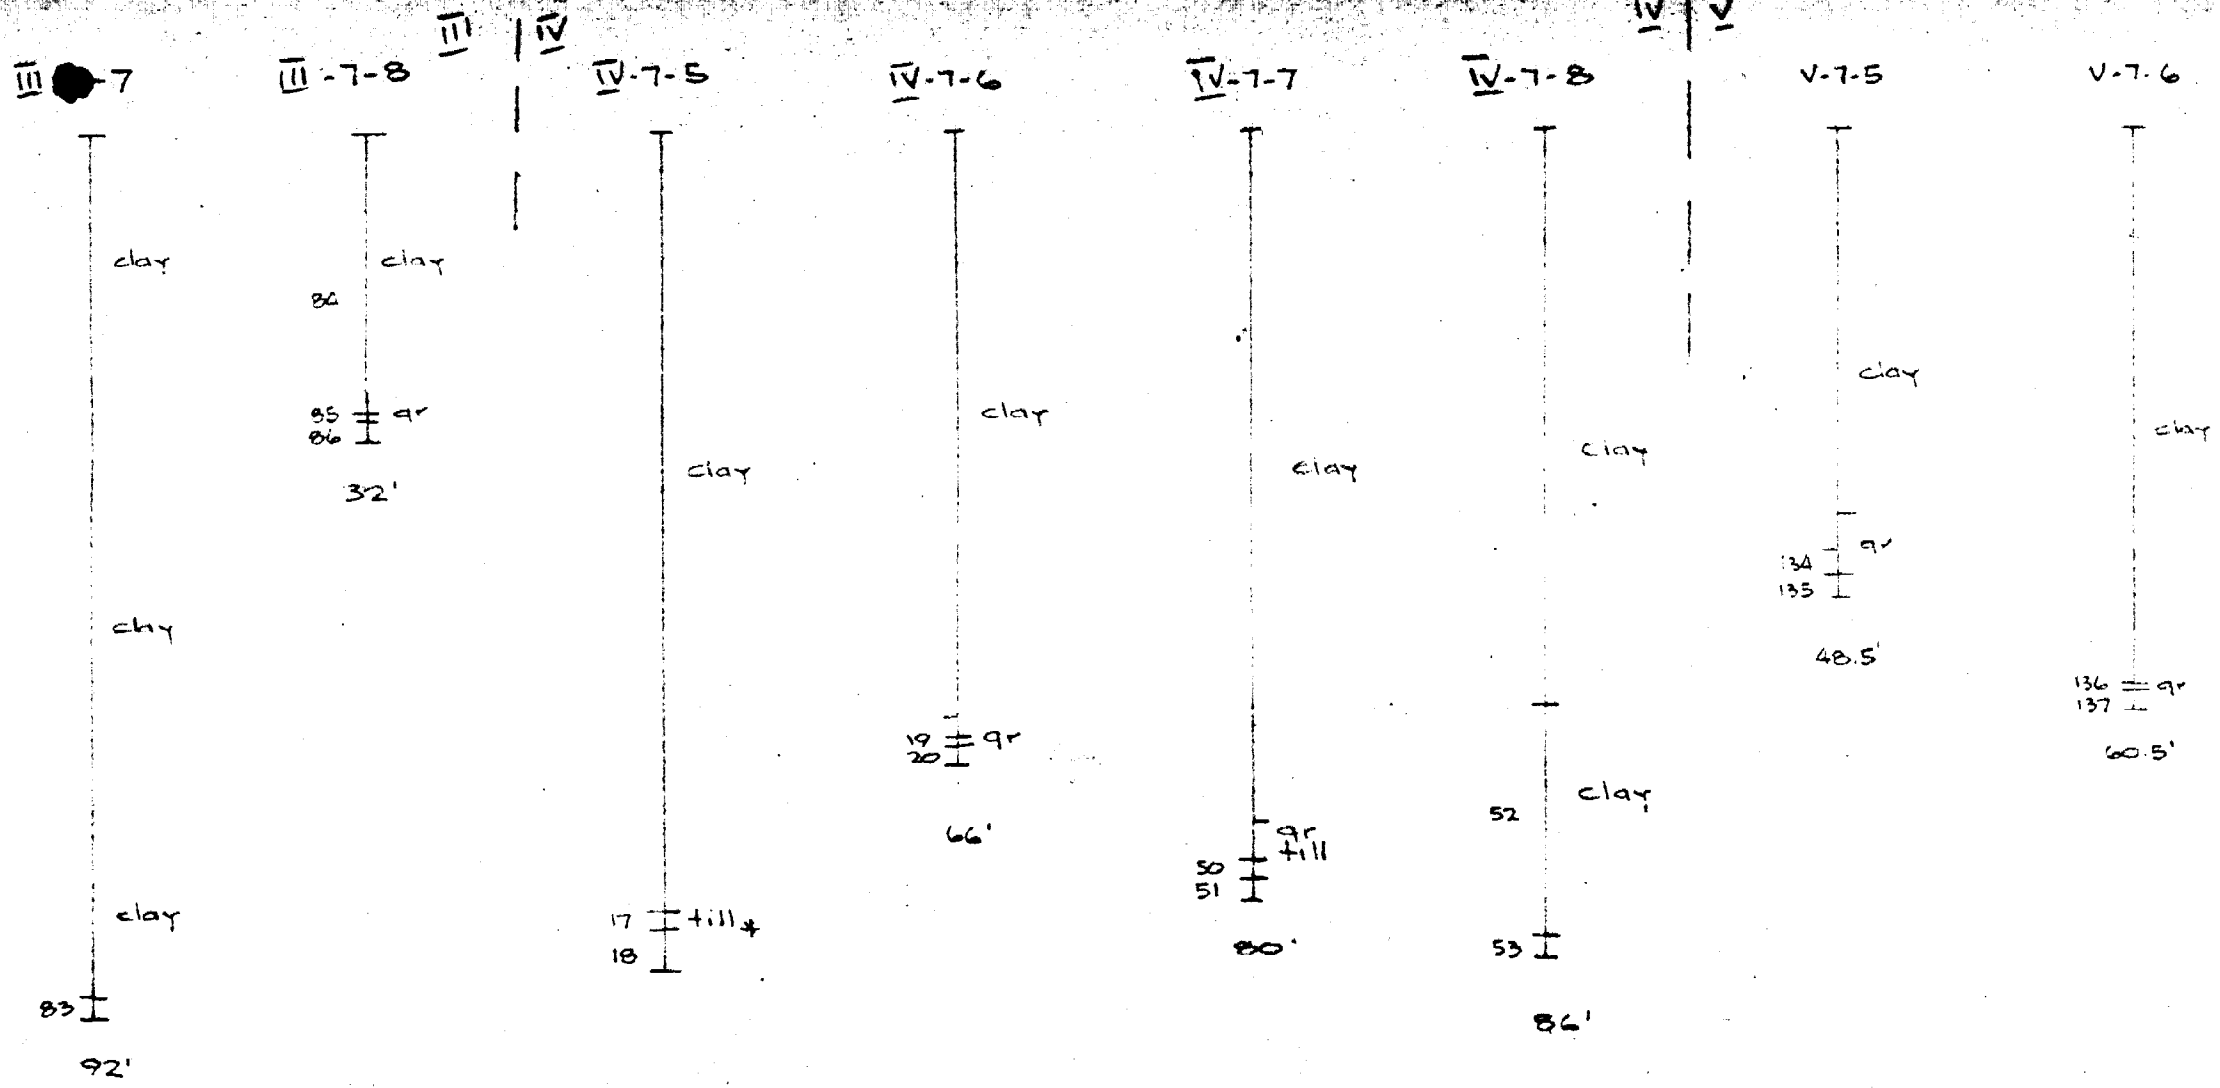 III | IV
IV | V
III -7
III-7-8
IV-7-5
IV-7-6
IV-7-7
IV-7-8
V-7-5
V-7-6
clay
clay
clay
83
92'
clay
84
85 gr
86
32'
clay
17 till*
18
clay
19 gr
20
66'
clay
gr
till
50
51
80'
clay
clay
52
53
86'
clay
gr
134
135
48.5'
clay
136 gr
137
60.5'